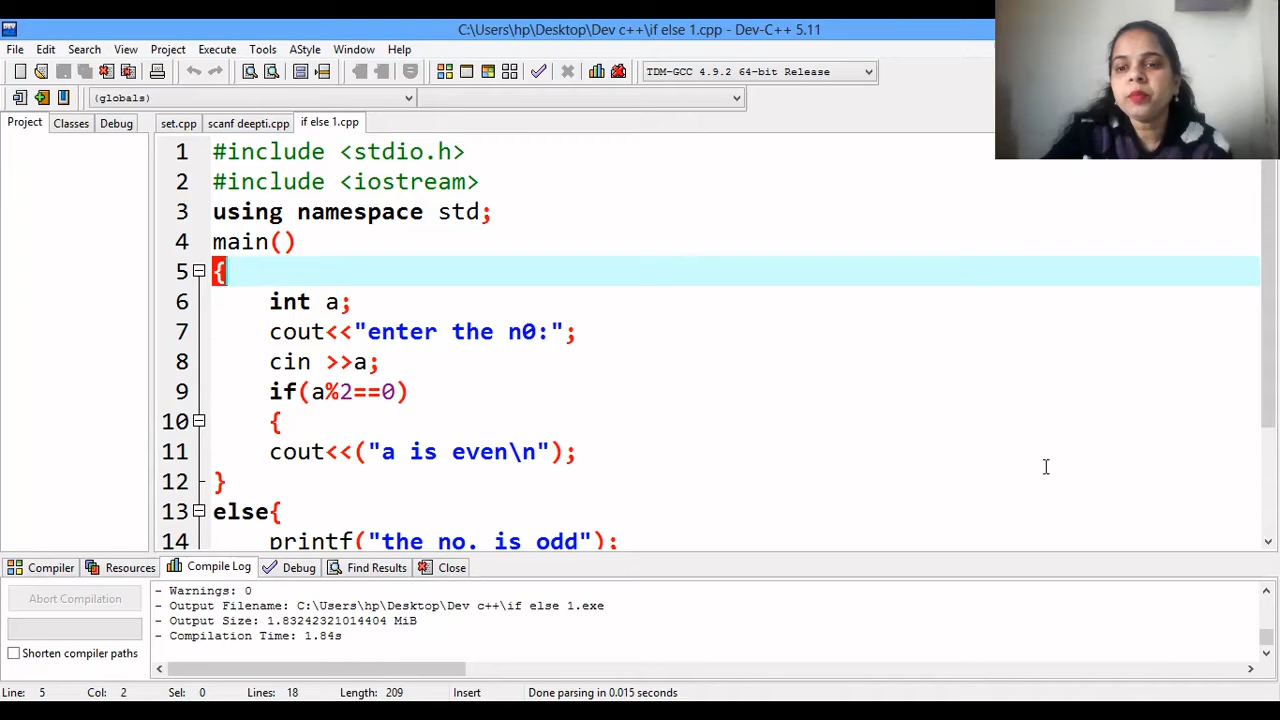 C:\Users\hp\Desktop\Dev c++\if else 1.cpp - Dev-C++ 5.11
File Edit Search View Project Execute Tools AStyle Window Help
TDM-GCC 4.9.2 64-bit Release
(globals)
Project Classes Debug set.cpp scanf deepti.cpp if else 1.cpp
1 #include <stdio.h>
2 #include <iostream>
3 using namespace std;
4 main()
5 {
6 int a;
7 cout<<"enter the n0:";
8 cin >>a;
9 if(a%2==0)
10 {
11 cout<<("a is even\n");
12 }
13 else{
14 printf("the no. is odd");
Compiler Resources Compile Log Debug Find Results Close
Abort Compilation
Shorten compiler paths
- Warnings: 0
- Output Filename: C:\Users\hp\Desktop\Dev c++\if else 1.exe
- Output Size: 1.83242321014404 MiB
- Compilation Time: 1.84s
Line: 5 Col: 2 Sel: 0 Lines: 18 Length: 209 Insert Done parsing in 0.015 seconds